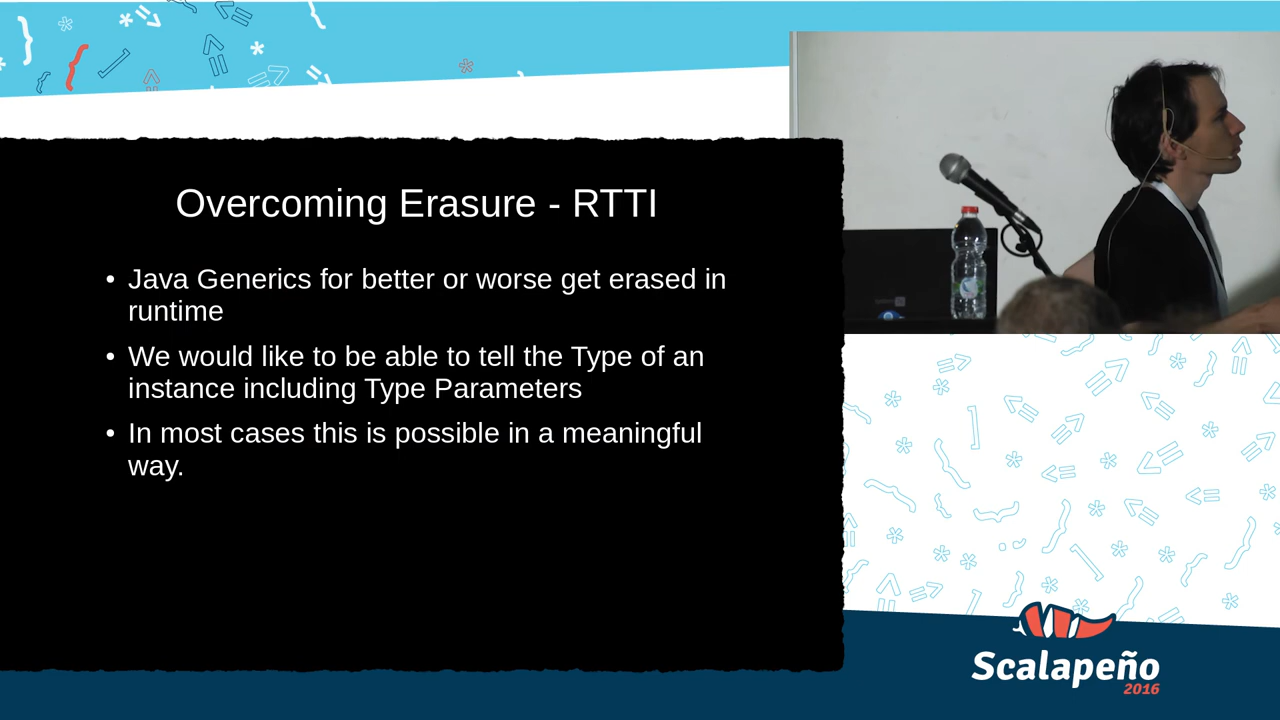 Overcoming Erasure - RTTI
• Java Generics for better or worse get erased in
runtime
• We would like to be able to tell the Type of an
instance including Type Parameters
• In most cases this is possible in a meaningful
way.
Scalapeño
2016